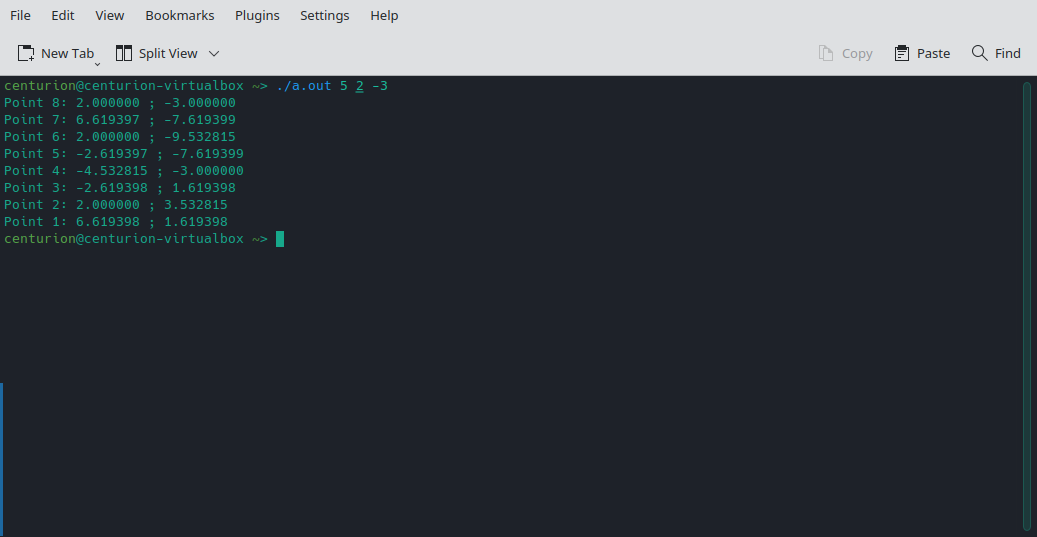 File Edit View Bookmarks Plugins Settings Help
New Tab Split View Copy Paste Find
centurion@centurion-virtualbox ~> ./a.out 5 2 -3
Point 8: 2.000000 ; -3.000000
Point 7: 6.619397 ; -7.619399
Point 6: 2.000000 ; -9.532815
Point 5: -2.619397 ; -7.619399
Point 4: -4.532815 ; -3.000000
Point 3: -2.619398 ; 1.619398
Point 2: 2.000000 ; 3.532815
Point 1: 6.619398 ; 1.619398
centurion@centurion-virtualbox ~>